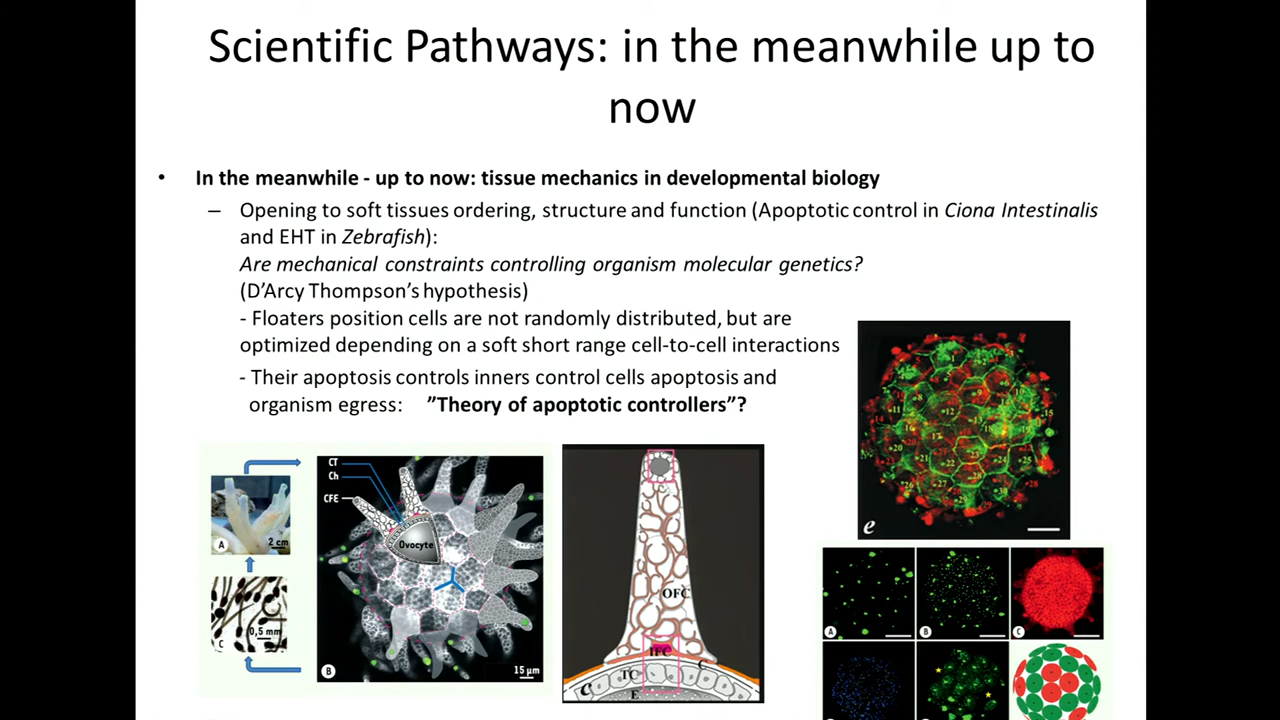 Scientific Pathways: in the meanwhile up to
now
• In the meanwhile - up to now: tissue mechanics in developmental biology
– Opening to soft tissues ordering, structure and function (Apoptotic control in Ciona Intestinalis
and EHT in Zebrafish):
Are mechanical constraints controlling organism molecular genetics?
(D’Arcy Thompson’s hypothesis)
- Floaters position cells are not randomly distributed, but are
optimized depending on a soft short range cell-to-cell interactions
- Their apoptosis controls inners control cells apoptosis and
organism egress: ”Theory of apoptotic controllers”?
CT
Ch
CFE
Ovocyte
A
2 cm
0,5 mm
C
B
15 µm
OFC
IFC
TC
C
E
c
e
A
B
C